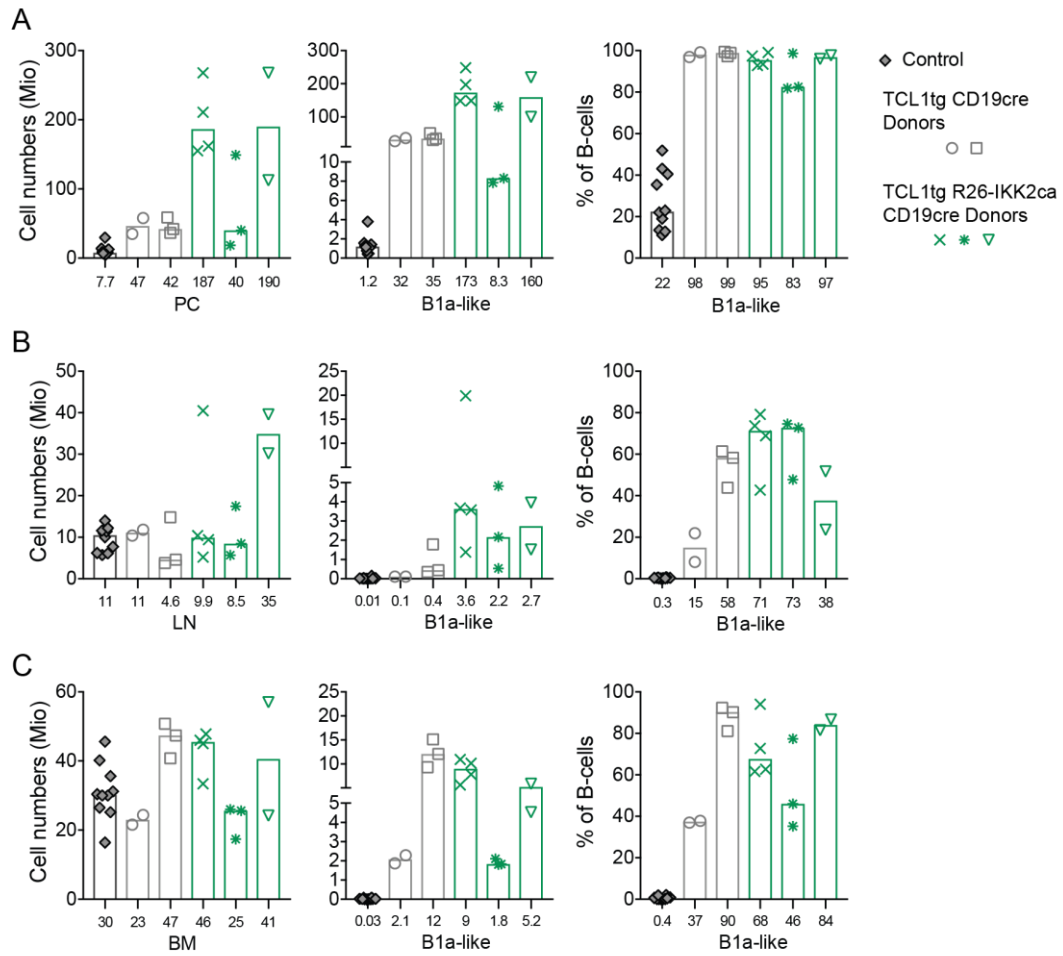 A
Cell numbers (Mio)
300
200
100
0
7.7 47 42 187 40 190
PC
300
200
100
10
8
6
4
2
0
1.2 32 35 173 8.3 160
B1a-like
% of B-cells
100
80
60
40
20
0
22 98 99 95 83 97
B1a-like
Control
TCL1tg CD19cre
Donors
TCL1tg R26-IKK2ca
CD19cre Donors
B
Cell numbers (Mio)
50
40
30
20
10
0
11 11 4.6 9.9 8.5 35
LN
25
20
15
10
5
5
4
3
2
1
0
0.01 0.1 0.4 3.6 2.2 2.7
B1a-like
% of B-cells
100
80
60
40
20
0
0.3 15 58 71 73 38
B1a-like
C
Cell numbers (Mio)
60
40
20
0
30 23 47 46 25 41
BM
25
20
15
10
5
4
3
2
1
0
0.03 2.1 12 9 1.8 5.2
B1a-like
% of B-cells
100
80
60
40
20
0
0.4 37 90 68 46 84
B1a-like